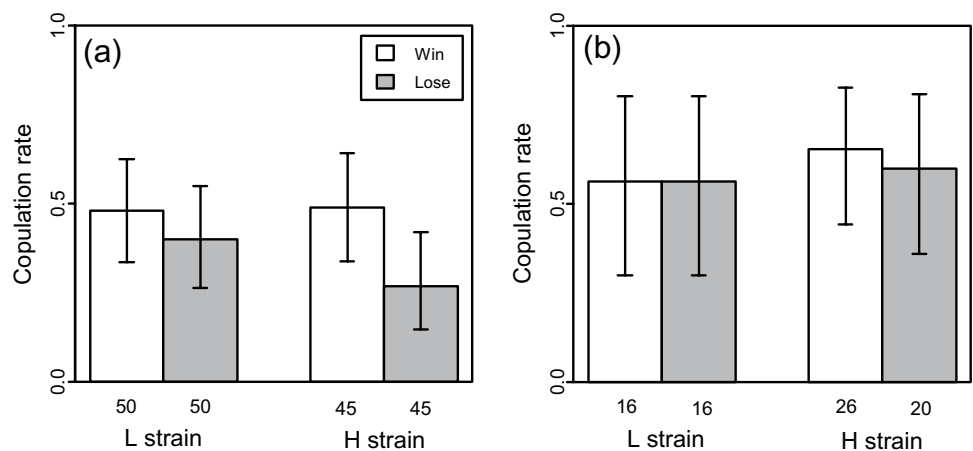 (a)
Win
Lose
Copulation rate
1.0
0.5
0.0
50 50 45 45
L strain H strain
(b)
Copulation rate
1.0
0.5
0.0
16 16 26 20
L strain H strain